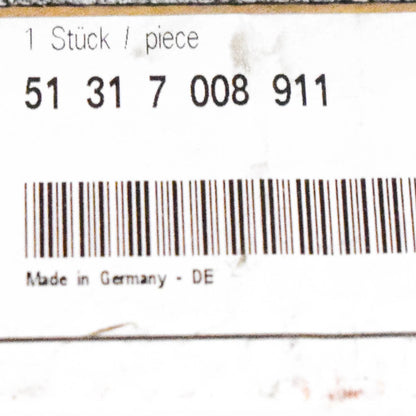 1 Stück / piece
51 31 7 008 911
Made in Germany - DE